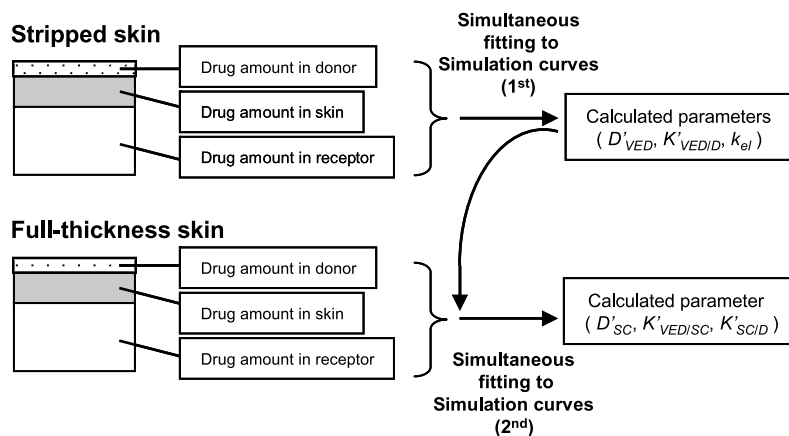 Stripped skin
Drug amount in donor
Drug amount in skin
Drug amount in receptor
Simultaneous
fitting to
Simulation curves
(1st)
Calculated parameters
( D'VED, K'VED/D, kel )
Full-thickness skin
Drug amount in donor
Drug amount in skin
Drug amount in receptor
Calculated parameter
( D'SC, K'VED/SC, K'SC/D )
Simultaneous
fitting to
Simulation curves
(2nd)